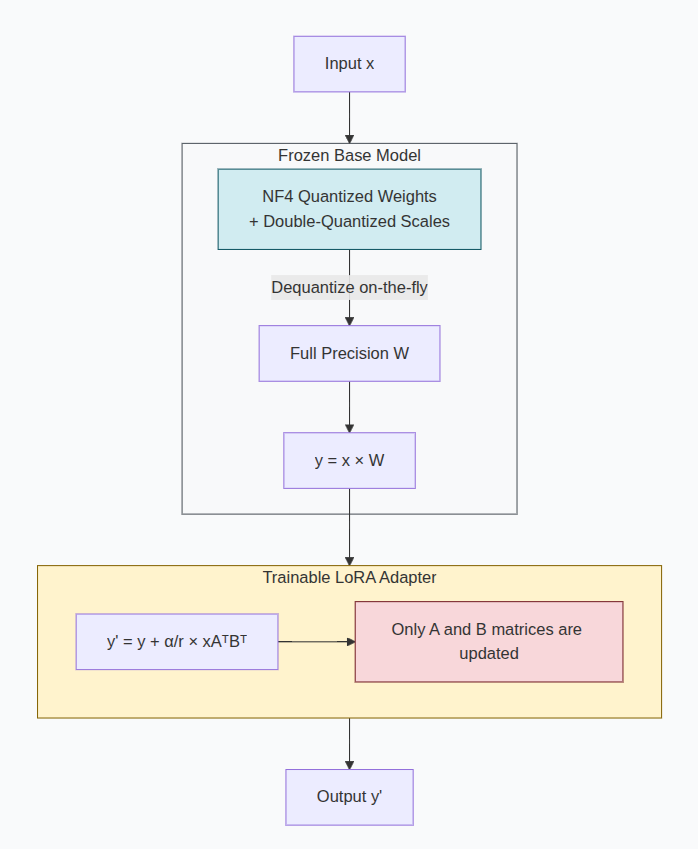 Input x
Frozen Base Model
NF4 Quantized Weights
+ Double-Quantized Scales
Dequantize on-the-fly
Full Precision W
y = x × W
Trainable LoRA Adapter
y' = y + α/r × xAᵀBᵀ
Only A and B matrices are
updated
Output y'